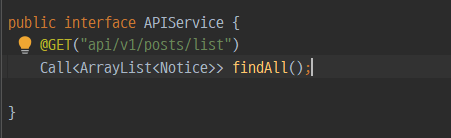 public interface APIService {
@GET("api/v1/posts/list")
Call<ArrayList<Notice>> findAll();
}